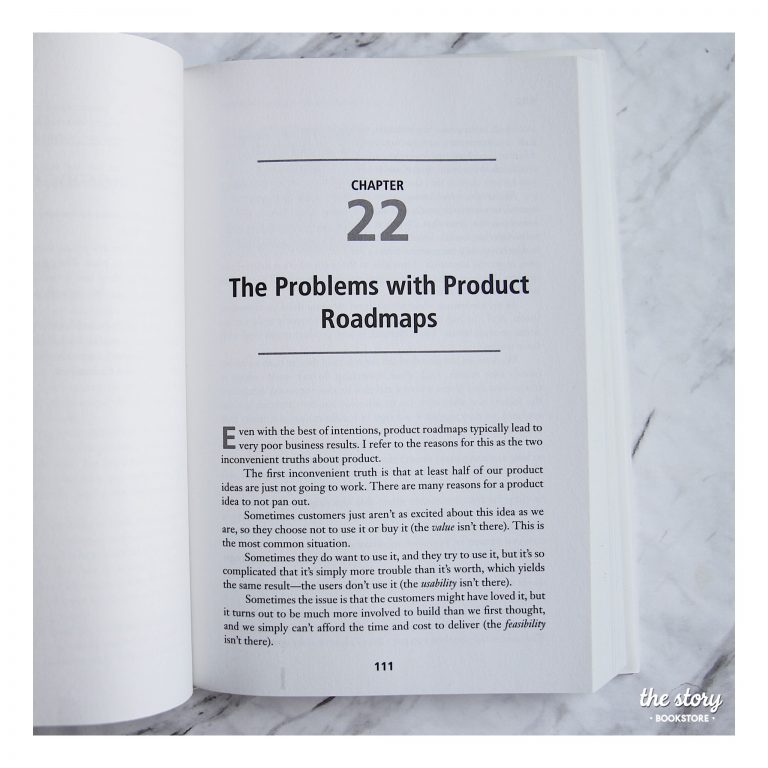 CHAPTER
22
The Problems with Product
Roadmaps
Even with the best of intentions, product roadmaps typically lead to
very poor business results. I refer to the reasons for this as the two
inconvenient truths about product.
The first inconvenient truth is that at least half of our product
ideas are just not going to work. There are many reasons for a product
idea to not pan out.
Sometimes customers just aren't as excited about this idea as we
are, so they choose not to use it or buy it (the value isn't there). This is
the most common situation.
Sometimes they do want to use it, and they try to use it, but it's so
complicated that it's simply more trouble than it's worth, which yields
the same result—the users don't use it (the usability isn't there).
Sometimes the issue is that the customers might have loved it, but
it turns out to be much more involved to build than we first thought,
and we simply can't afford the time and cost to deliver (the feasibility
isn't there).
111
the story
• BOOKSTORE •